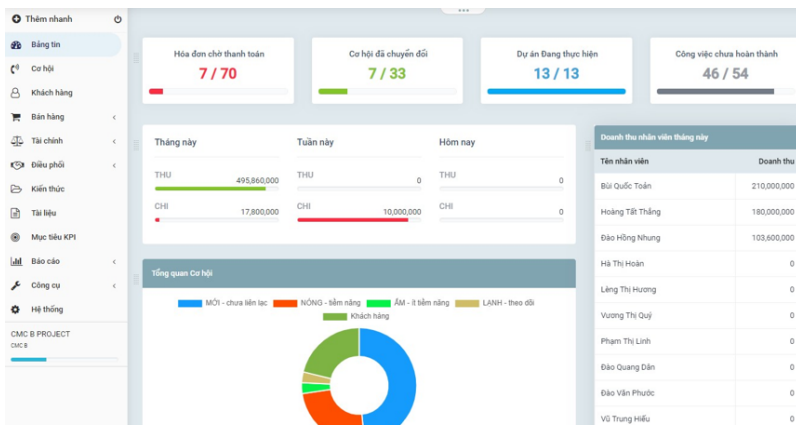 Thêm nhanh
Bảng tin
Cơ hội
Khách hàng
Bán hàng
Tài chính
Điều phối
Kiến thức
Tài liệu
Mục tiêu KPI
Báo cáo
Công cụ
Hệ thống
CMC B PROJECT
CMC B
Hóa đơn chờ thanh toán
7 / 70
Cơ hội đã chuyển đổi
7 / 33
Dự án Đang thực hiện
13 / 13
Công việc chưa hoàn thành
46 / 54
Tháng này
THU
495,860,000
CHI
17,800,000
Tuần này
THU
0
CHI
10,000,000
Hôm nay
THU
0
CHI
0
Tổng quan Cơ hội
MỚI - chưa liên lạc
NÓNG - tiềm năng
ẤM - ít tiềm năng
LẠNH - theo dõi
Khách hàng
Doanh thu nhân viên tháng này
Tên nhân viên Doanh thu
Bùi Quốc Toản 210,000,000
Hoàng Tất Thắng 180,000,000
Đào Hồng Nhung 103,600,000
Hà Thị Hoàn 0
Lèng Thị Hương 0
Vương Thị Quý 0
Phạm Thị Linh 0
Đào Quang Dân 0
Đào Văn Phước 0
Vũ Trung Hiếu 0